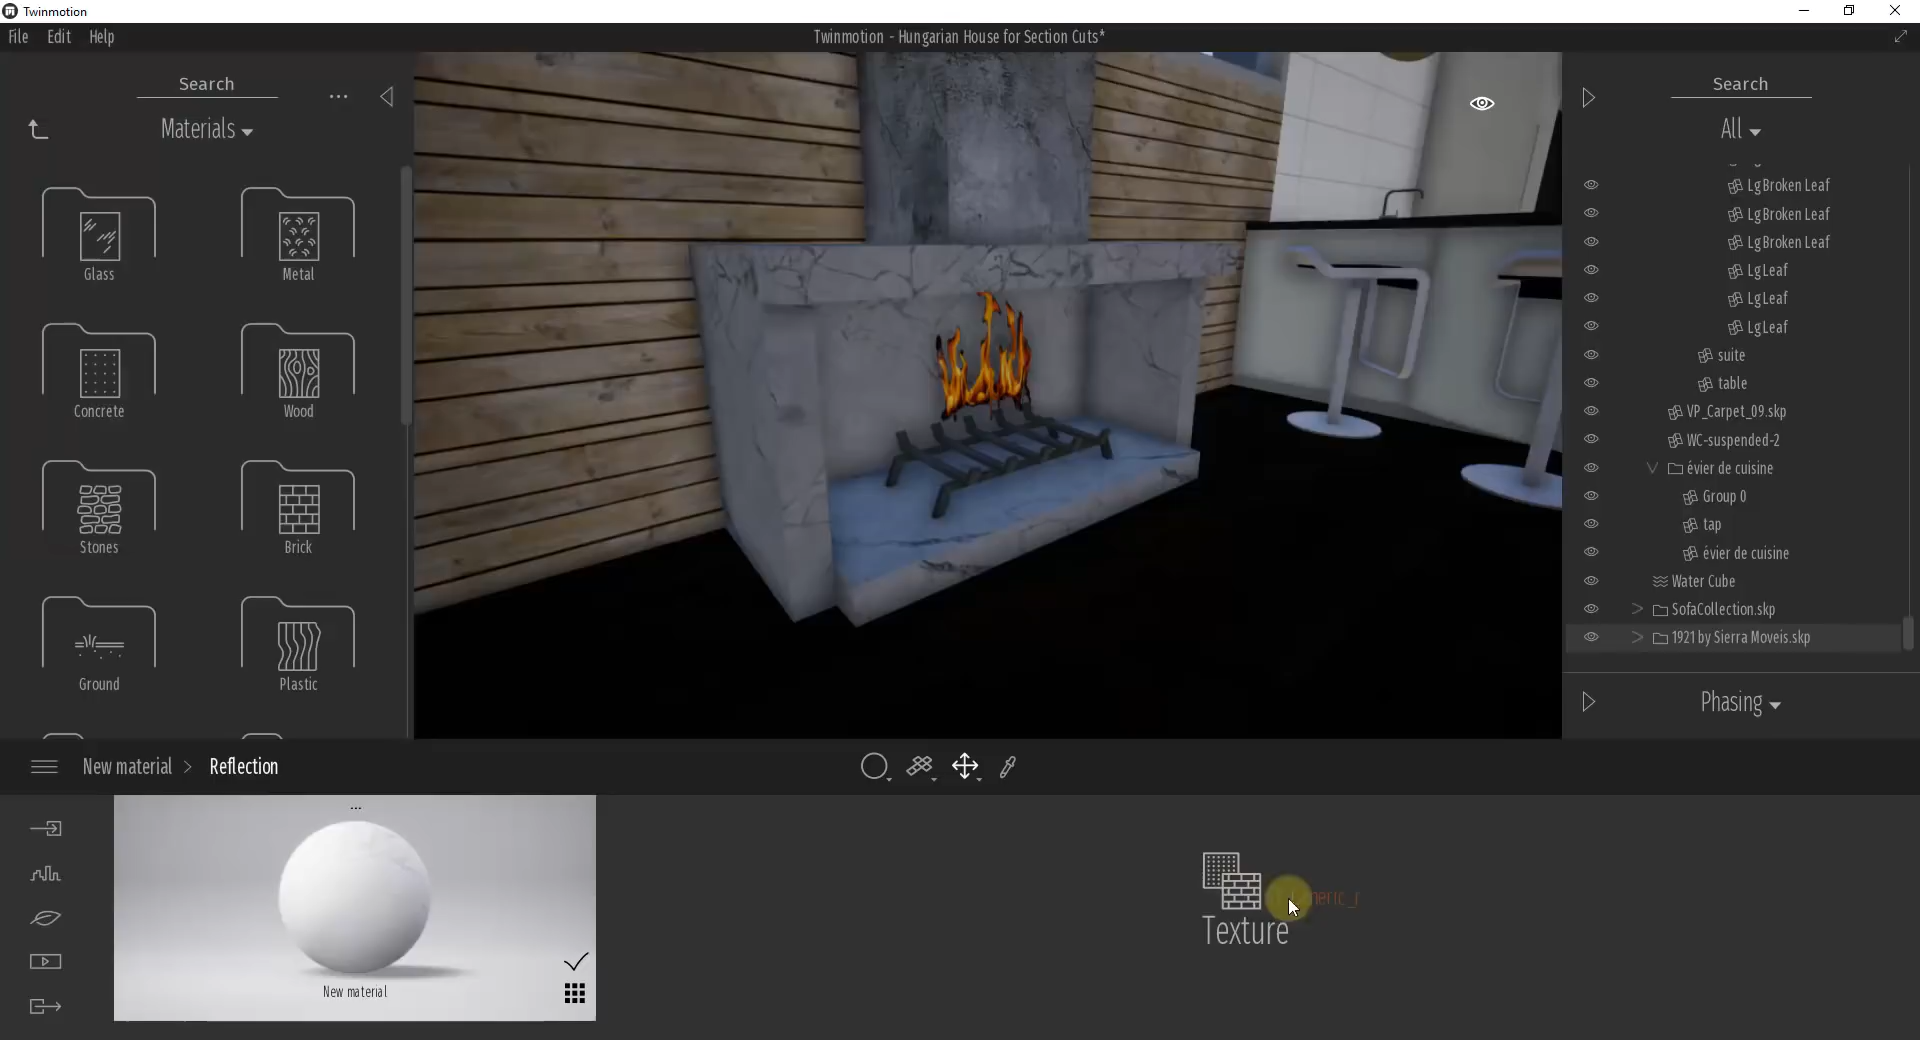 Twinmotion
File Edit Help
Twinmotion - Hungarian House for Section Cuts*
Search
...
Materials
Glass
Metal
Concrete
Wood
Stones
Brick
Ground
Plastic
Search
All
LgBroken Leaf
LgBroken Leaf
LgBroken Leaf
LgLeaf
LgLeaf
LgLeaf
suite
table
VP_Carpet_09.skp
WC-suspended-2
évier de cuisine
Group 0
tap
évier de cuisine
Water Cube
SofaCollection.skp
1921 by Sierra Moveis.skp
Phasing
New material > Reflection
...
New material
Texture